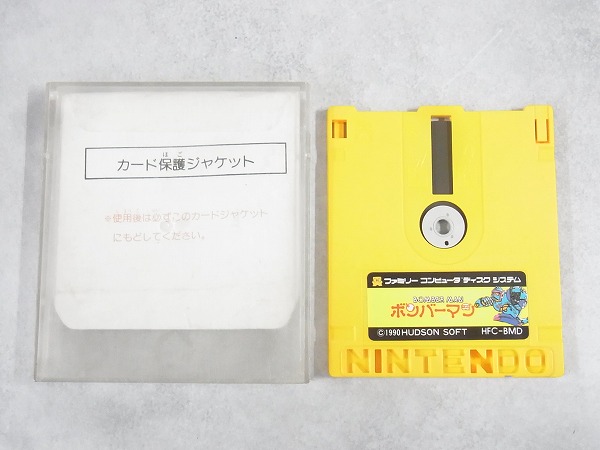 ほご
カード保護ジャケット
※使用後は必ずこのカードジャケット
にもどしてください。
ファミリー コンピュータ ディスク システム
BOMBER MAN
ボンバーマン
©1990 HUDSON SOFT HFC-BMD
NINTENDO